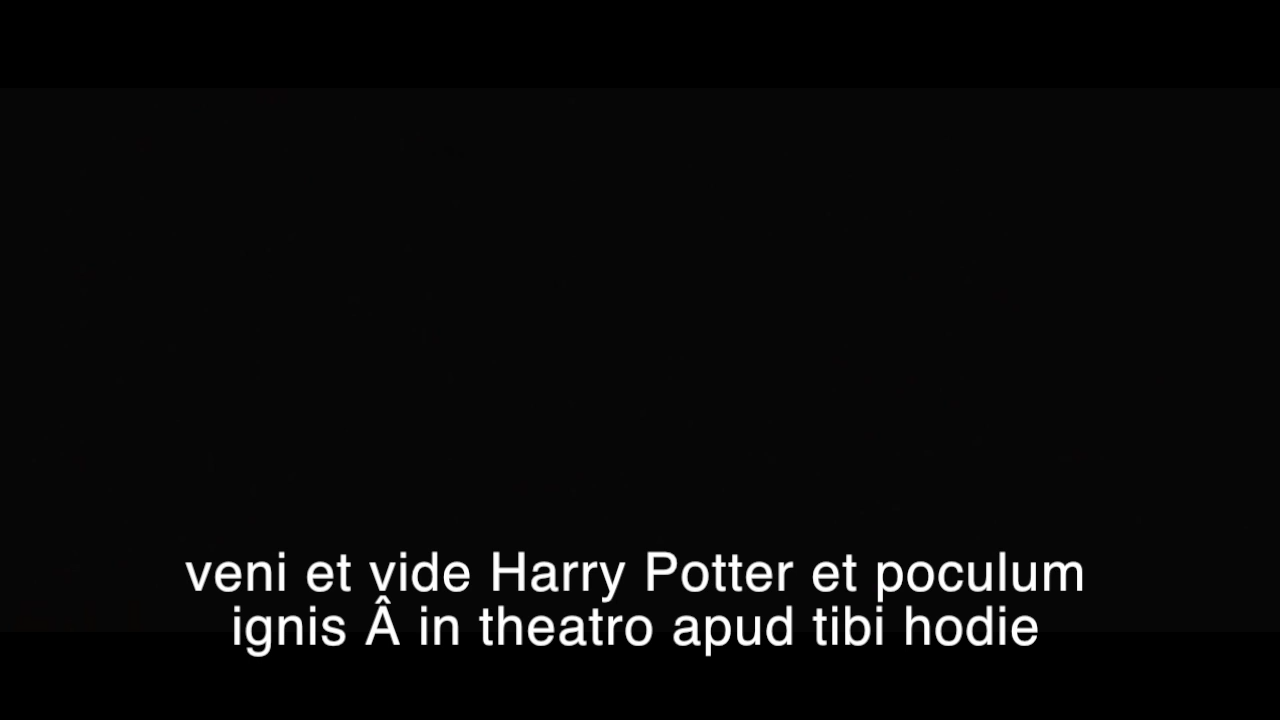 veni et vide Harry Potter et poculum
ignis Â in theatro apud tibi hodie